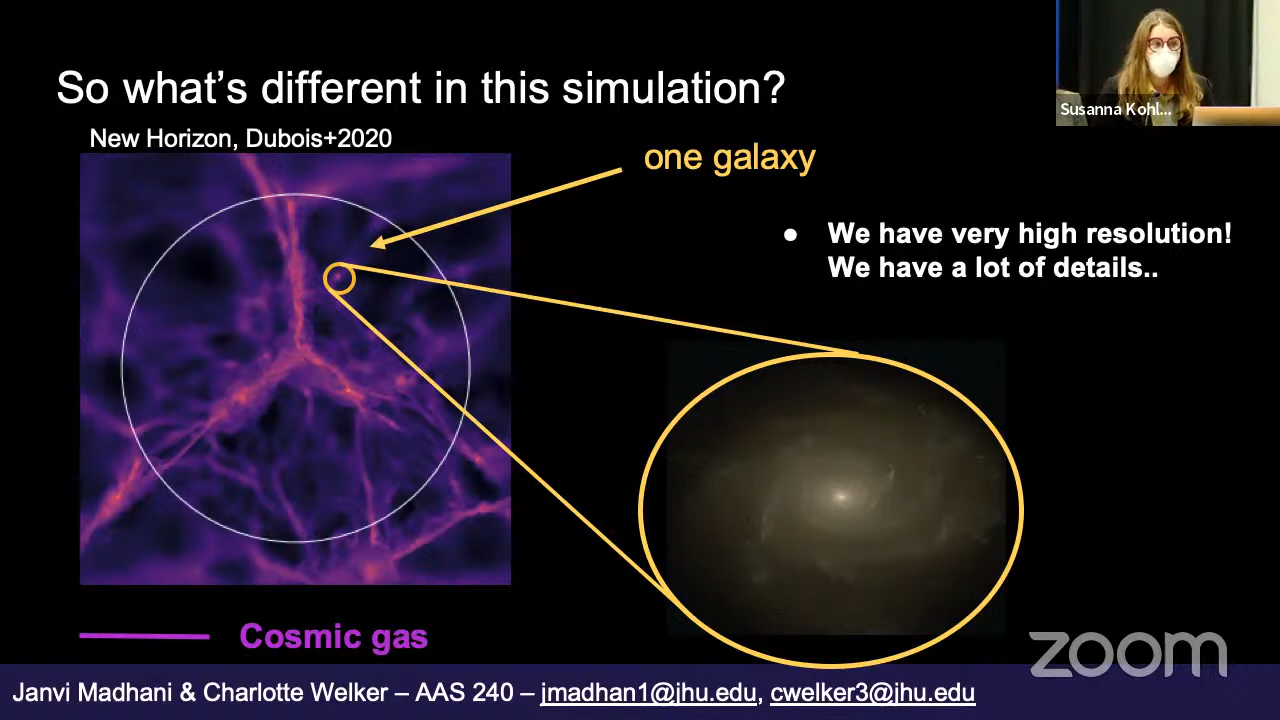 So what's different in this simulation?
New Horizon, Dubois+2020
one galaxy
● We have very high resolution!
We have a lot of details..
Cosmic gas
Susanna Kohl...
zoom
Janvi Madhani & Charlotte Welker – AAS 240 – jmadhan1@jhu.edu, cwelker3@jhu.edu